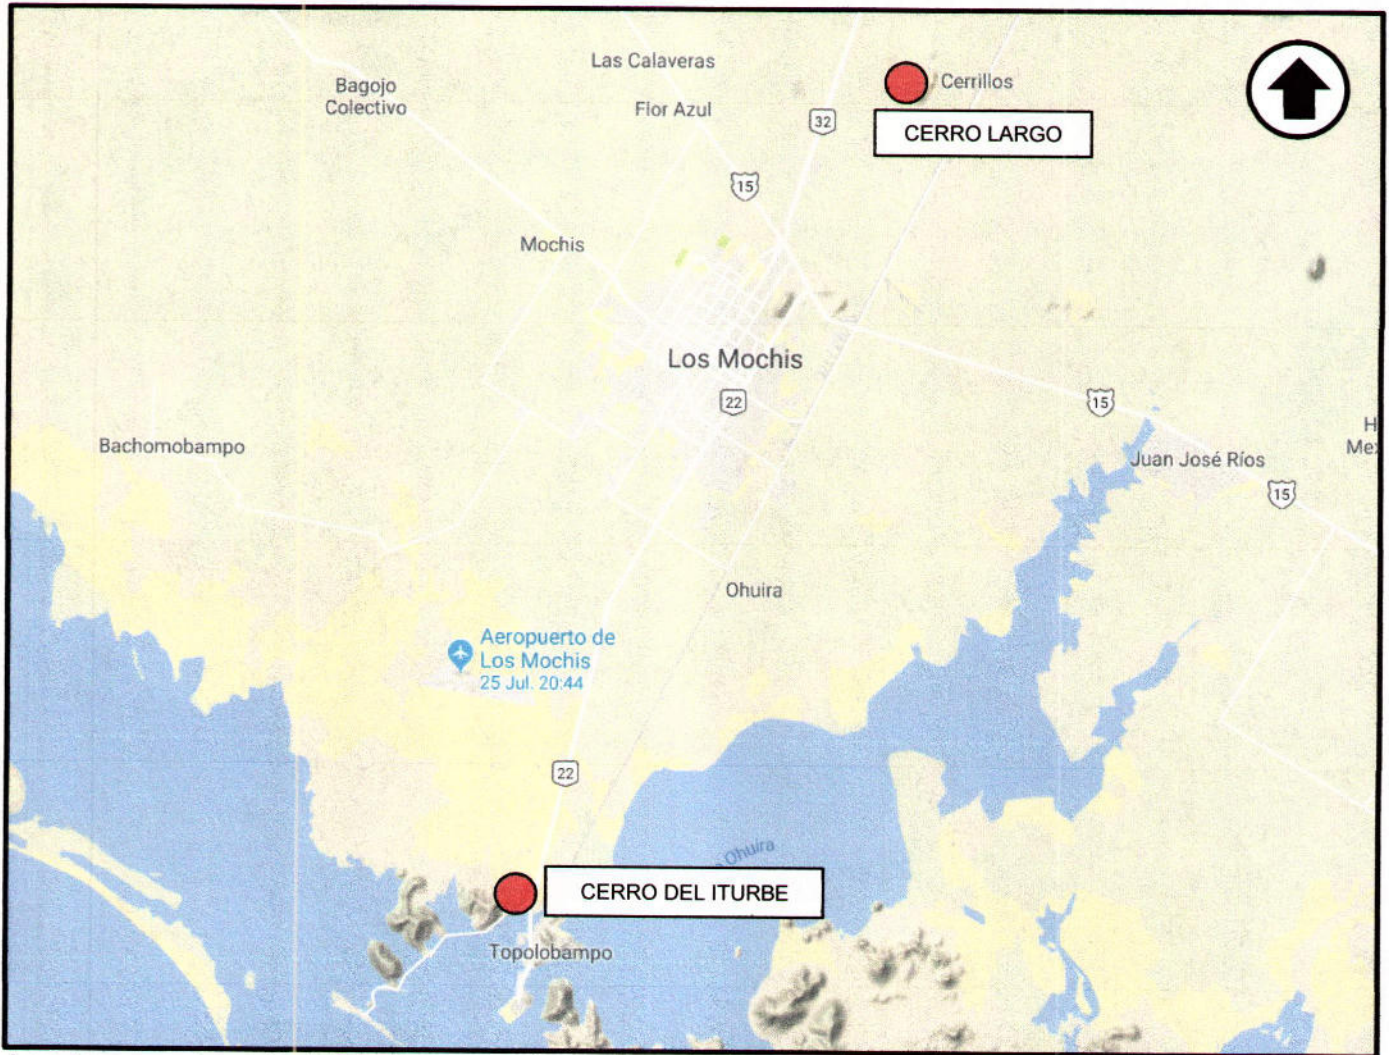 Las Calaveras
Cerrillos
Bagojo
Colectivo
Flor Azul
32
CERRO LARGO
15
Mochis
Los Mochis
22
15
H
Bachomobampo
Me
Juan José Ríos
15
Ohuira
Aeropuerto de
Los Mochis
25 Jul. 20:44
22
Ohuira
CERRO DEL ITURBE
Topolobampo